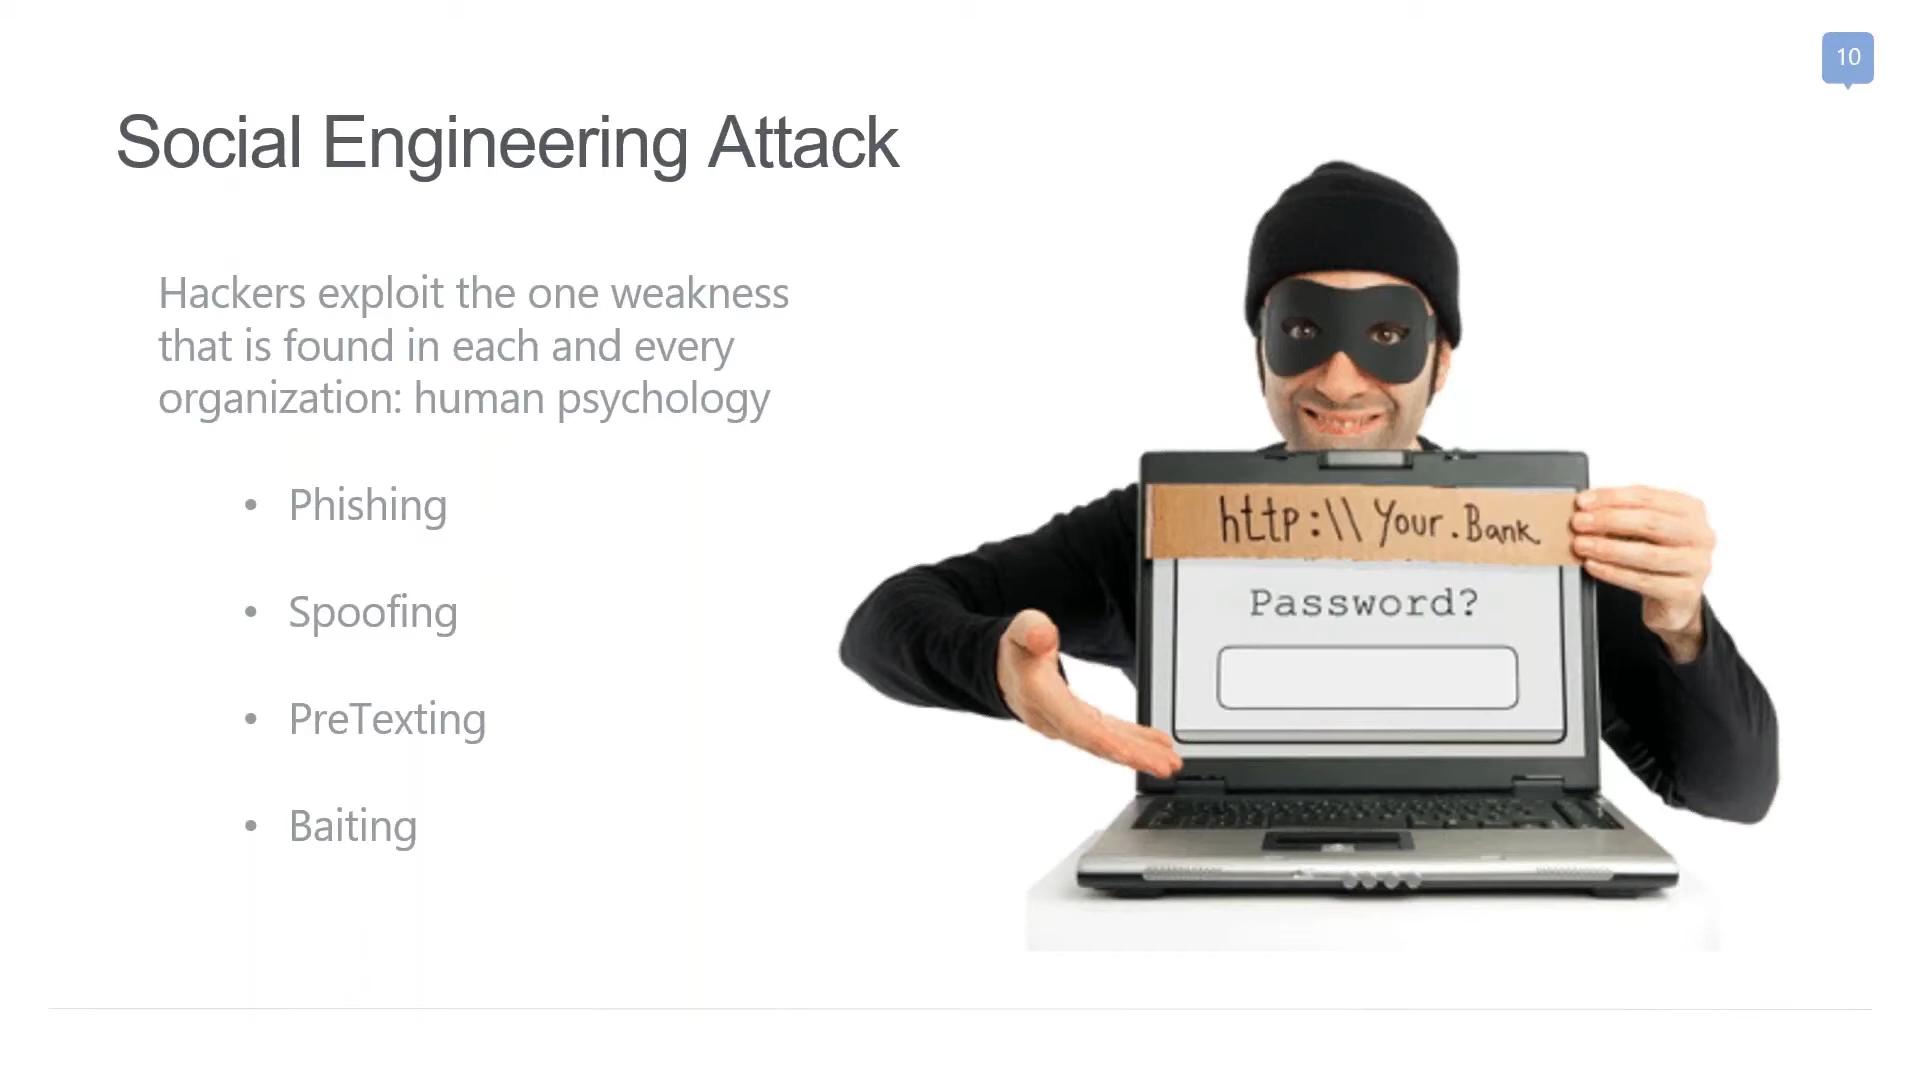 10
Social Engineering Attack
Hackers exploit the one weakness
that is found in each and every
organization: human psychology
• Phishing
• Spoofing
• PreTexting
• Baiting
http:\\ Your.Bank
Password?